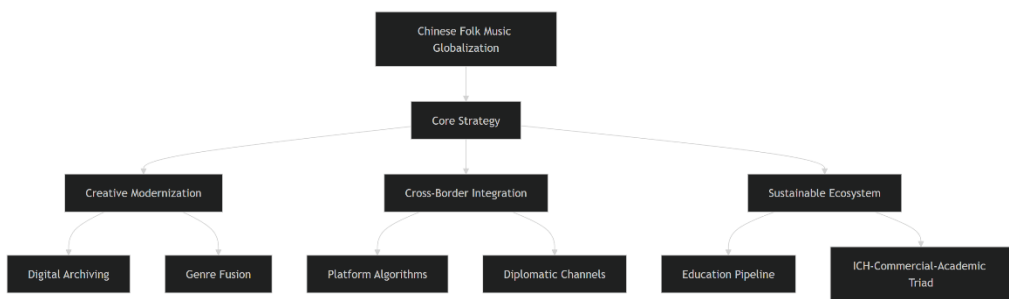 Chinese Folk Music
Globalization
Core Strategy
Creative Modernization
Cross-Border Integration
Sustainable Ecosystem
Digital Archiving
Genre Fusion
Platform Algorithms
Diplomatic Channels
Education Pipeline
ICH-Commercial-Academic
Triad